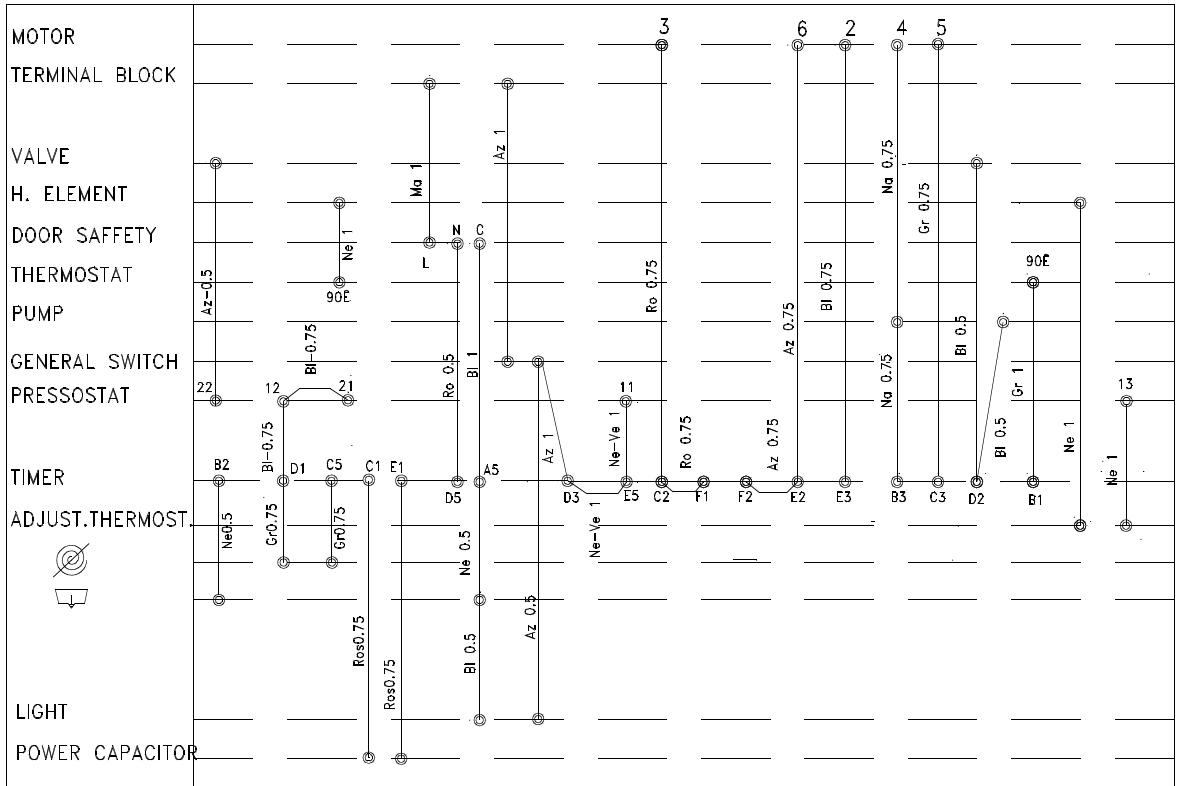 3
6 2 4 5
MOTOR
TERMINAL BLOCK
Az 1
VALVE
Ma 1
Na 0.75
H. ELEMENT
Gr 0.75
DOOR SAFFETY
N C
Ne 1
L
THERMOSTAT
90E
90E
Az-0.5
Ro 0.75
Bl 0.75
PUMP
Az 0.75
Bl 0.5
Bl-0.75
GENERAL SWITCH
Ro 0.5
Bl 1
Gr 1
Na 0.75
PRESSOSTAT
22 12 21 11 13
Ne 1
Bl-0.75
Az 1
Ne-Ve 1
Ro 0.75
Az 0.75
Bl 0.5
Ne 1
TIMER
B2 D1 C5 C1 E1 A5
D5 D3 E5 C2 F1 F2 E2 E3 B3 C3 D2 B1
ADJUST.THERMOST.
Ne0.5
Gr0.75
Gr0.75
Ne 0.5
Ne-Ve 1
Az 0.5
Ros0.75
Ros0.75
Bl 0.5
LIGHT
POWER CAPACITOR